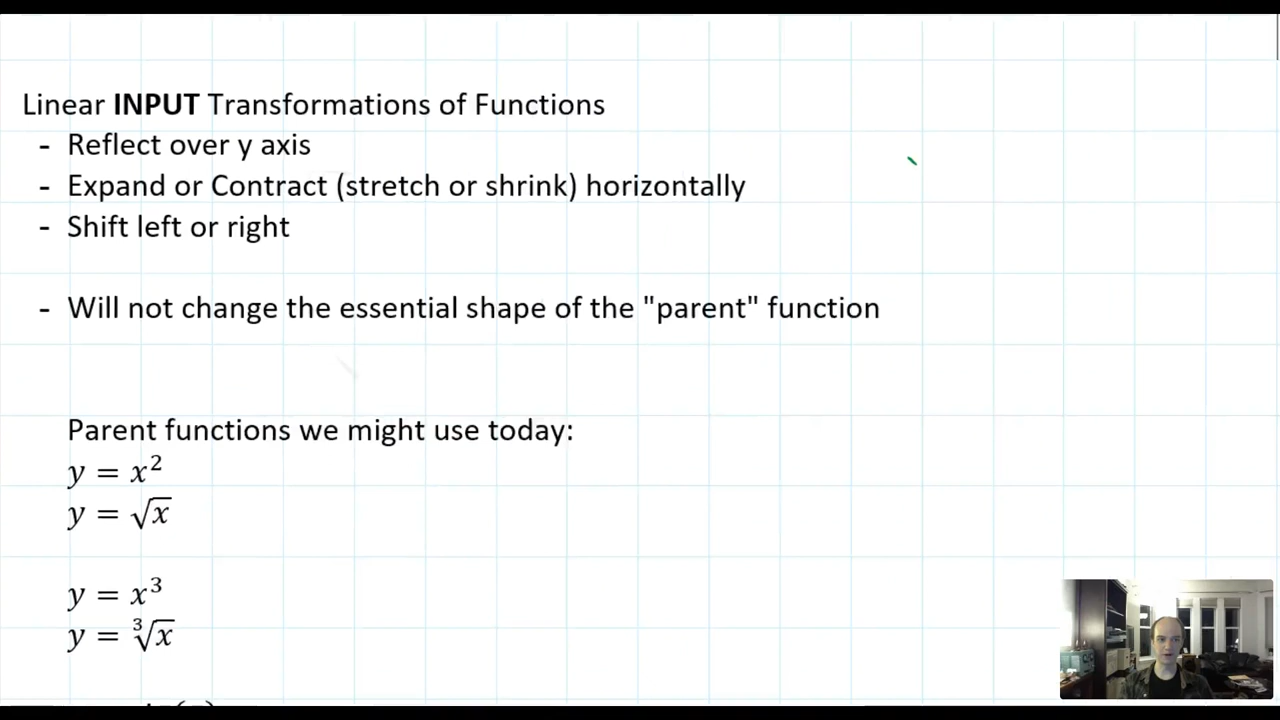 Linear INPUT Transformations of Functions
- Reflect over y axis
- Expand or Contract (stretch or shrink) horizontally
- Shift left or right
- Will not change the essential shape of the "parent" function
Parent functions we might use today:
y = x²
y = √x
y = x³
y = ∛x